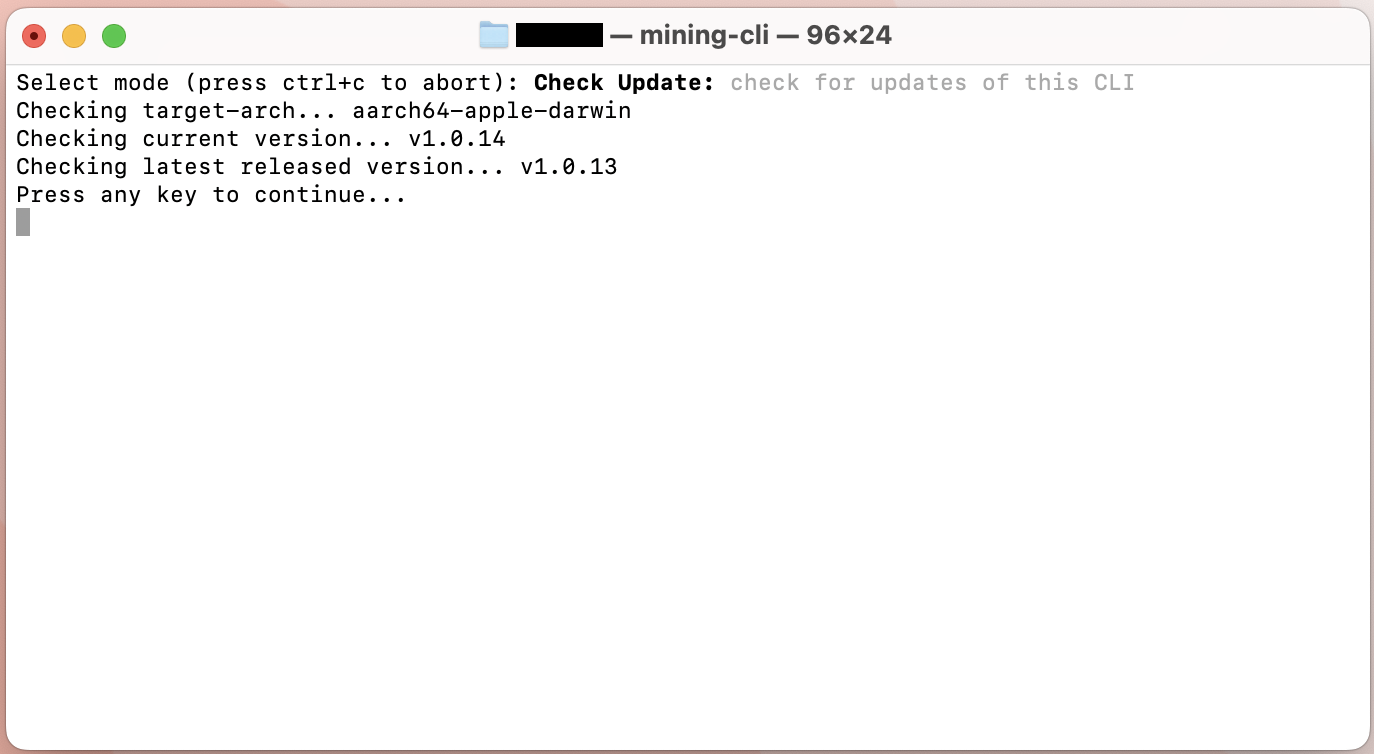 — mining-cli — 96×24
Select mode (press ctrl+c to abort): Check Update: check for updates of this CLI
Checking target-arch... aarch64-apple-darwin
Checking current version... v1.0.14
Checking latest released version... v1.0.13
Press any key to continue...